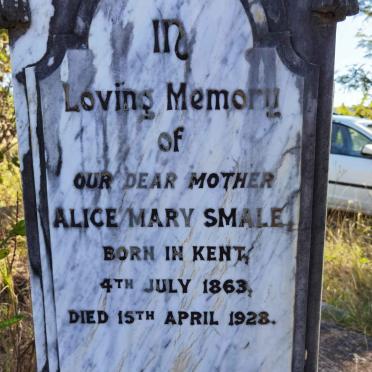 In
Loving Memory
of
OUR DEAR MOTHER
ALICE MARY SMALE,
BORN IN KENT,
4TH JULY 1863,
DIED 15TH APRIL 1928.